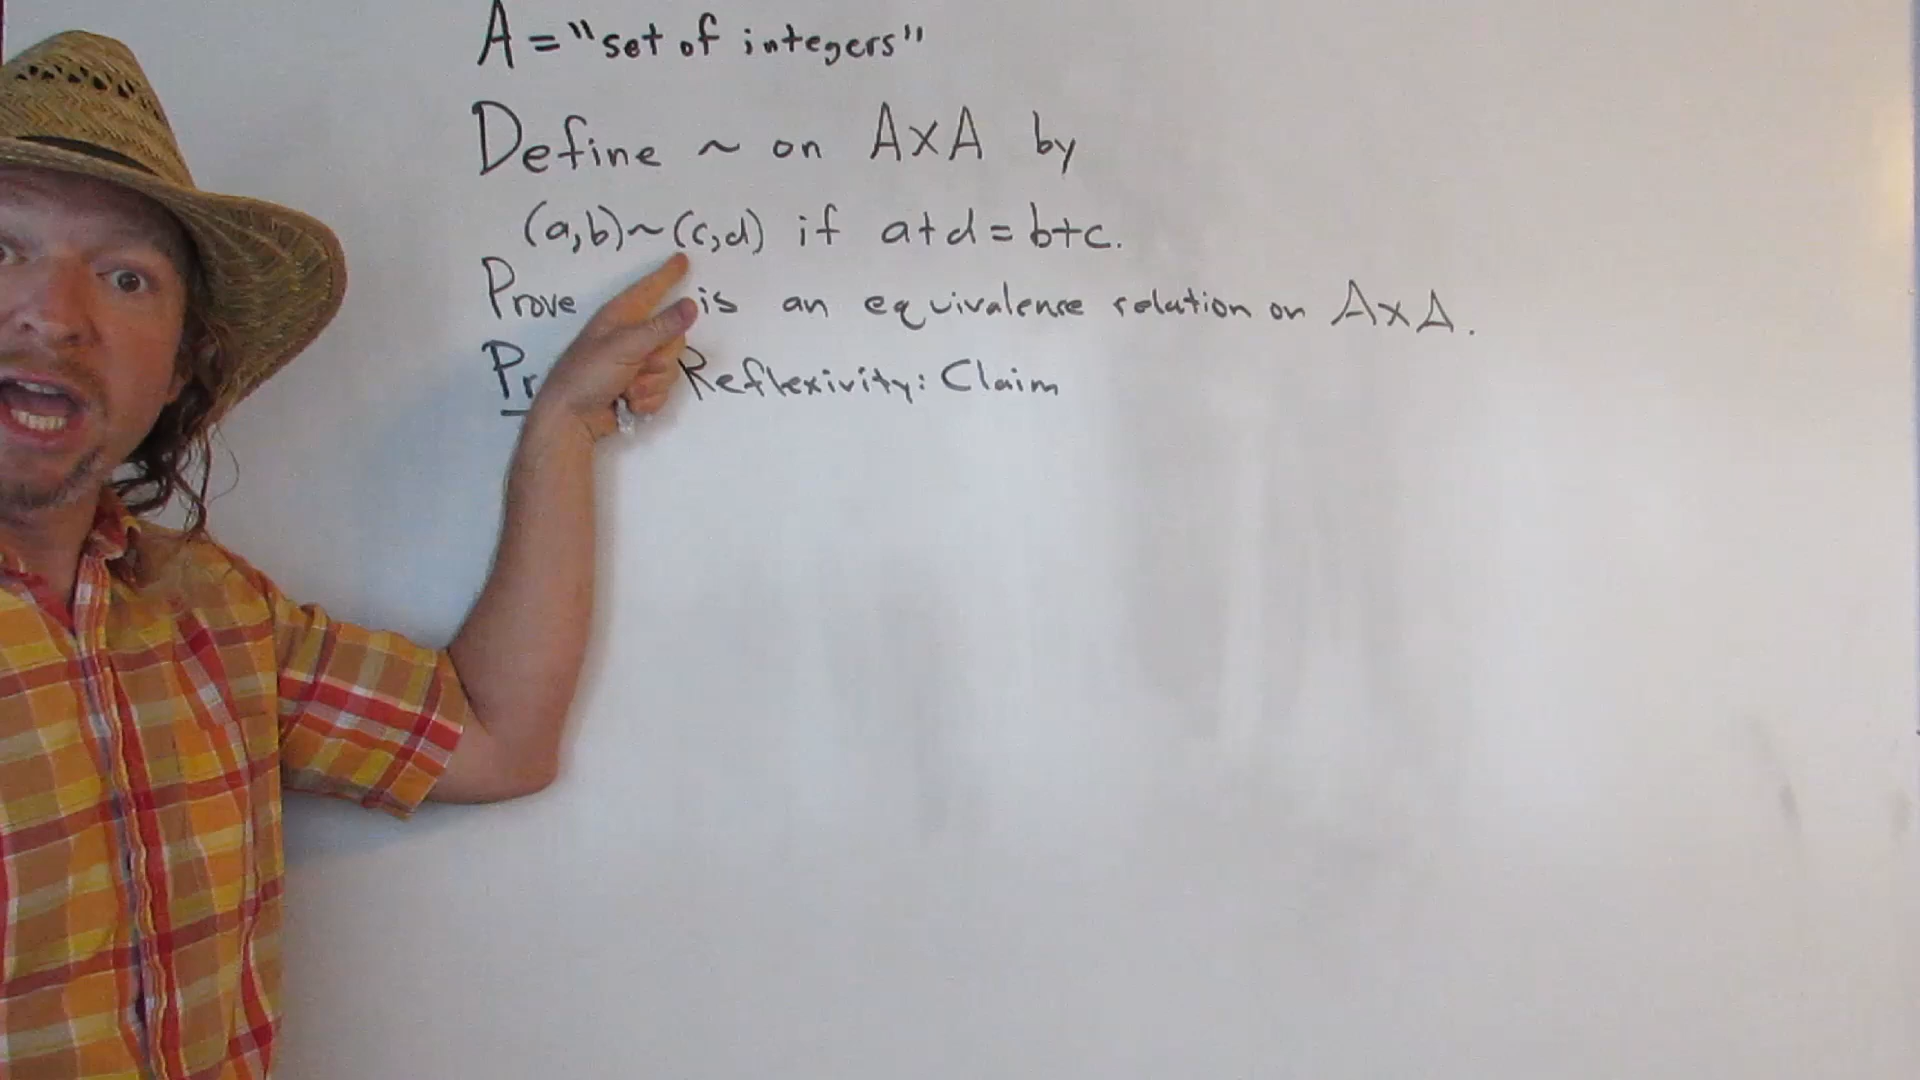 A = "set of integers"
Define ~ on A×A by
(a,b)~(c,d) if a+d = b+c.
Prove is an equivalence relation on A×A.
Reflexivity: Claim